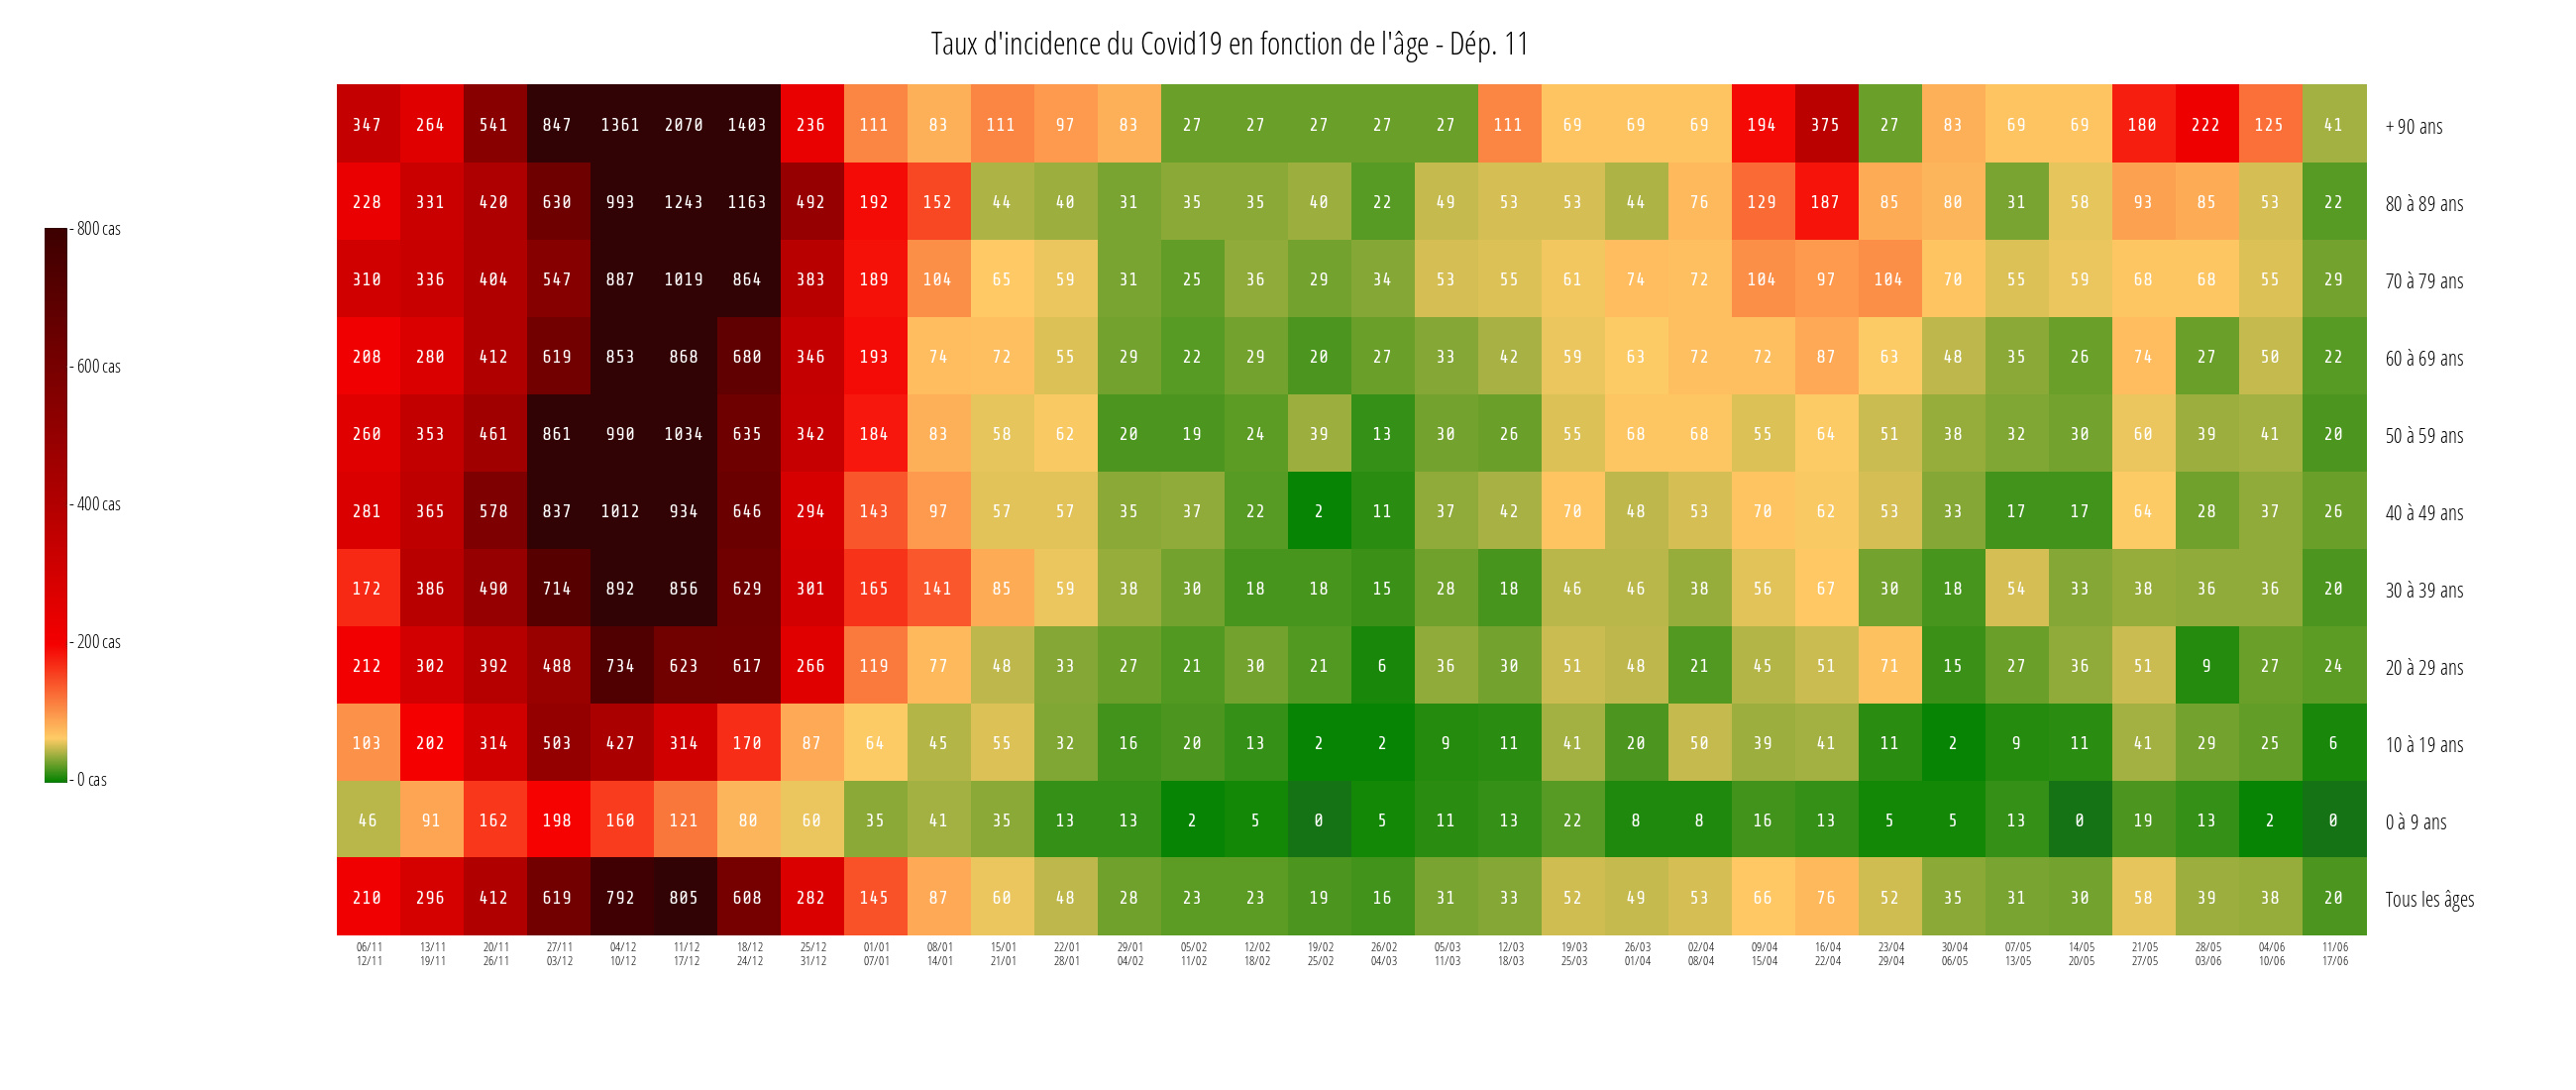 Taux d'incidence du Covid19 en fonction de l'âge - Dép. 11
- 800 cas
- 600 cas
- 400 cas
- 200 cas
- 0 cas
347 264 541 847 1361 2070 1403 236 111 83 111 97 83 27 27 27 27 27 111 69 69 69 194 375 27 83 69 69 180 222 125 41 + 90 ans
228 331 420 630 993 1243 1163 492 192 152 44 40 31 35 35 40 22 49 53 53 44 76 129 187 85 80 31 58 93 85 53 22 80 à 89 ans
310 336 404 547 887 1019 864 383 189 104 65 59 31 25 36 29 34 53 55 61 74 72 104 97 104 70 55 59 68 68 55 29 70 à 79 ans
208 280 412 619 853 868 680 346 193 74 72 55 29 22 29 20 27 33 42 59 63 72 72 87 63 48 35 26 74 27 50 22 60 à 69 ans
260 353 461 861 990 1034 635 342 184 83 58 62 20 19 24 39 13 30 26 55 68 68 55 64 51 38 32 30 60 39 41 20 50 à 59 ans
281 365 578 837 1012 934 646 294 143 97 57 57 35 37 22 2 11 37 42 70 48 53 70 62 53 33 17 17 64 28 37 26 40 à 49 ans
172 386 490 714 892 856 629 301 165 141 85 59 38 30 18 18 15 28 18 46 46 38 56 67 30 18 54 33 38 36 36 20 30 à 39 ans
212 302 392 488 734 623 617 266 119 77 48 33 27 21 30 21 6 36 30 51 48 21 45 51 71 15 27 36 51 9 27 24 20 à 29 ans
103 202 314 503 427 314 170 87 64 45 55 32 16 20 13 2 2 9 11 41 20 50 39 41 11 2 9 11 41 29 25 6 10 à 19 ans
46 91 162 198 160 121 80 60 35 41 35 13 13 2 5 0 5 11 13 22 8 8 16 13 5 5 13 0 19 13 2 0 0 à 9 ans
210 296 412 619 792 805 608 282 145 87 60 48 28 23 23 19 16 31 33 52 49 53 66 76 52 35 31 30 58 39 38 20 Tous les âges
06/11 13/11 20/11 27/11 04/12 11/12 18/12 25/12 01/01 08/01 15/01 22/01 29/01 05/02 12/02 19/02 26/02 05/03 12/03 19/03 26/03 02/04 09/04 16/04 23/04 30/04 07/05 14/05 21/05 28/05 04/06 11/06
12/11 19/11 26/11 03/12 10/12 17/12 24/12 31/12 07/01 14/01 21/01 28/01 04/02 11/02 18/02 25/02 04/03 11/03 18/03 25/03 01/04 08/04 15/04 22/04 29/04 06/05 13/05 20/05 27/05 03/06 10/06 17/06